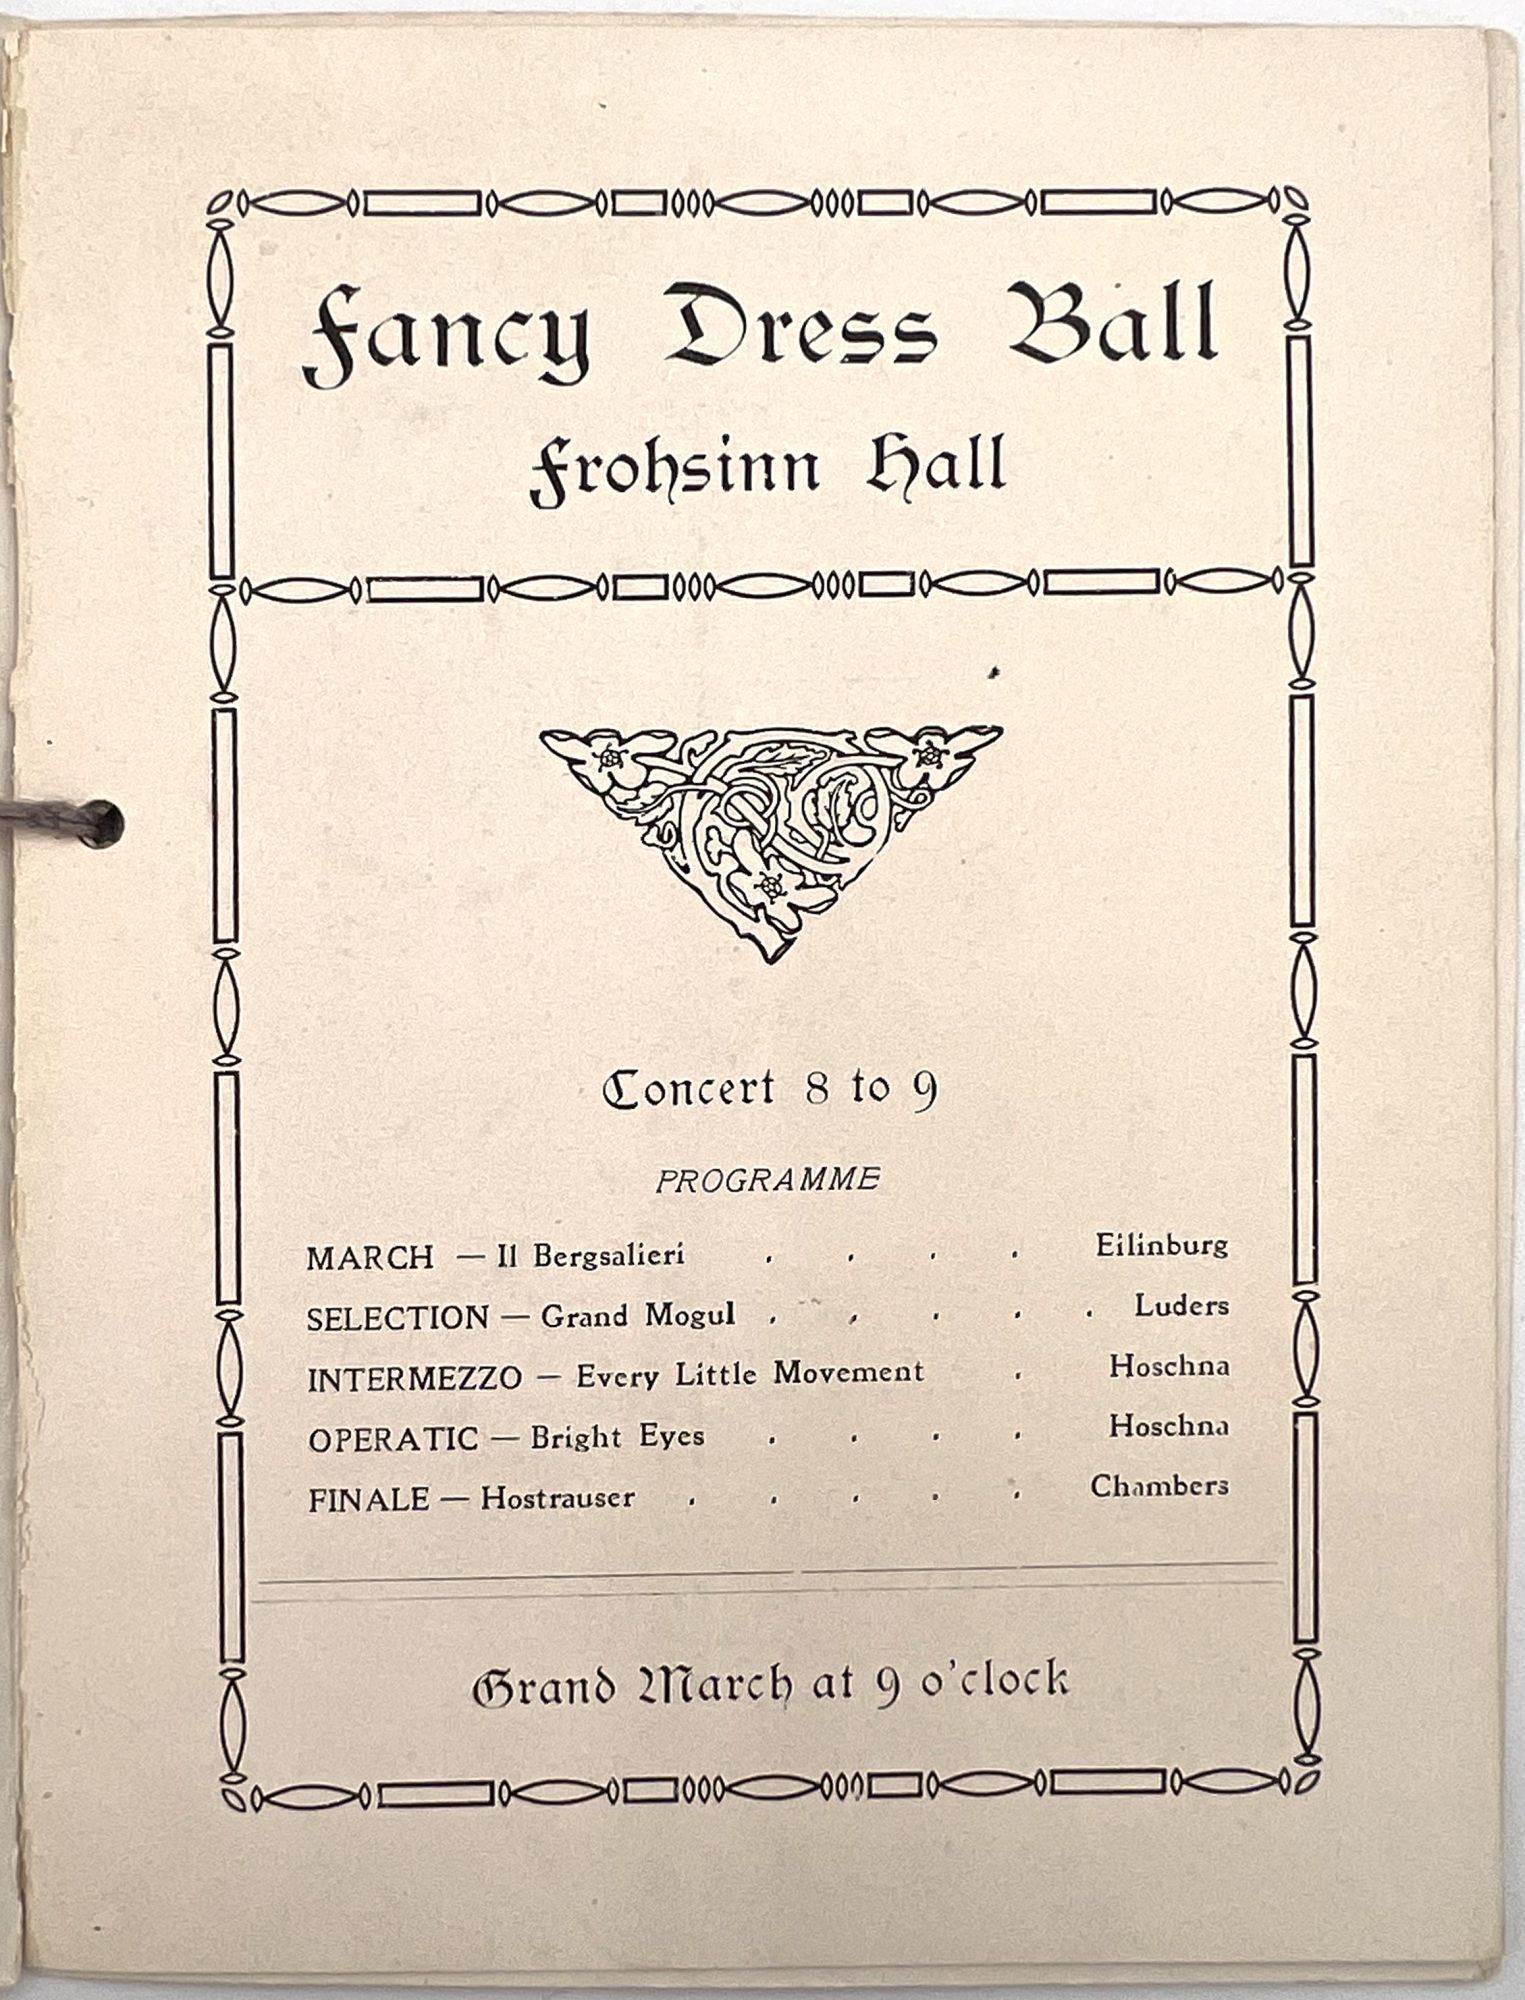 Fancy Dress Ball
Frohsinn Hall
Concert 8 to 9
PROGRAMME
MARCH — Il Bergsalieri . . . . Eilinburg
SELECTION — Grand Mogul . . . . . Luders
INTERMEZZO — Every Little Movement . Hoschna
OPERATIC — Bright Eyes . . . . Hoschna
FINALE — Hostrauser . . . . . Chambers
Grand March at 9 o'clock